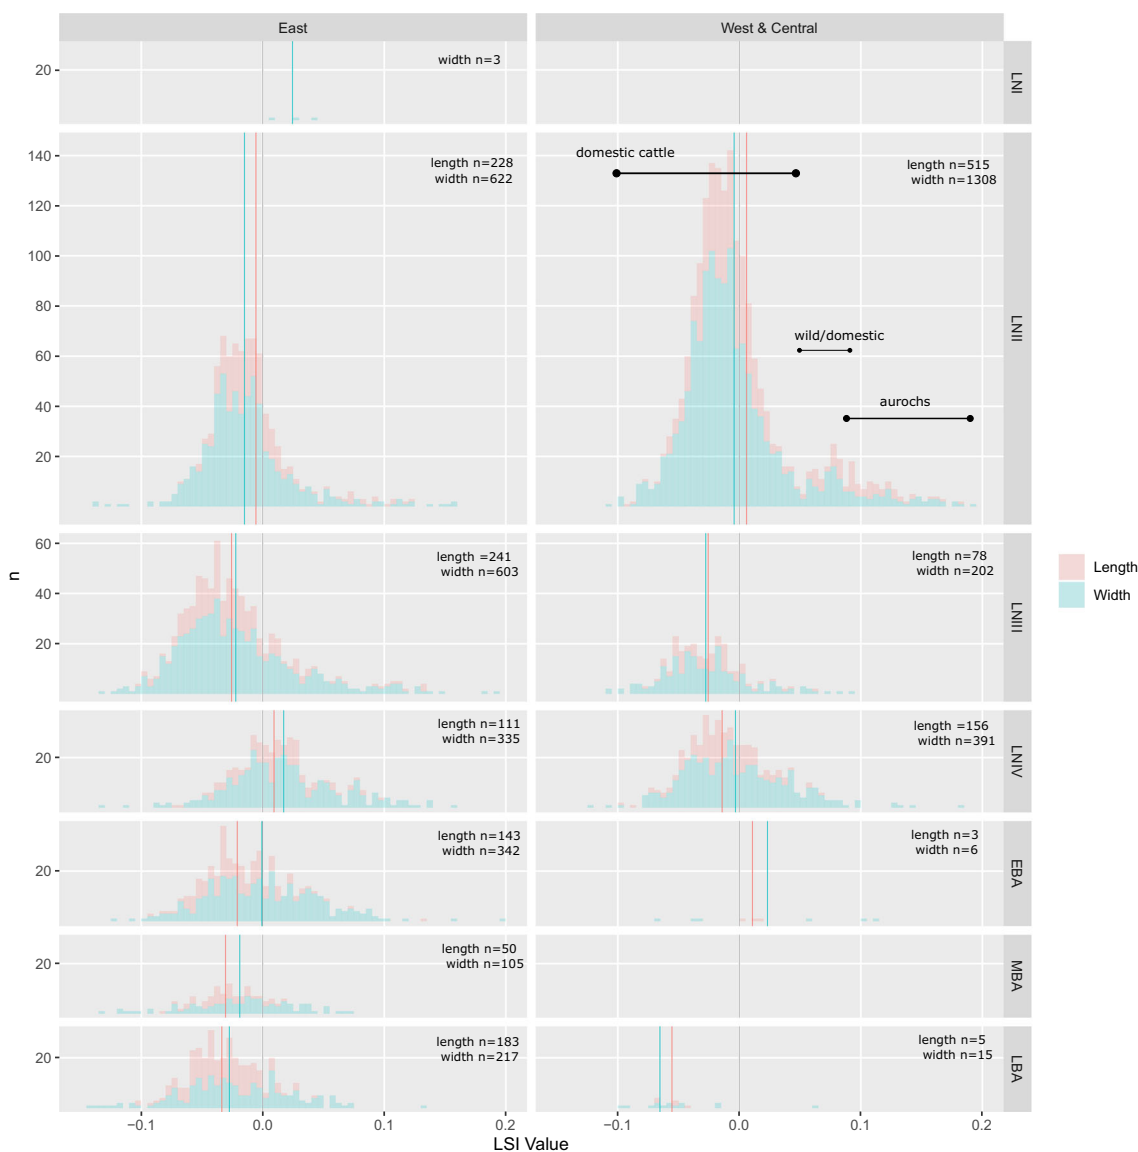 East
West & Central
20
width n=3
LNI
140
120
100
80
60
40
20
length n=228
width n=622
domestic cattle
length n=515
width n=1308
wild/domestic
aurochs
LNII
n
60
40
20
length =241
width n=603
length n=78
width n=202
LNIII
Length
Width
20
length n=111
width n=335
length =156
width n=391
LNIV
20
length n=143
width n=342
length n=3
width n=6
EBA
20
length n=50
width n=105
MBA
20
length n=183
width n=217
length n=5
width n=15
LBA
−0.1
0.0
0.1
0.2
−0.1
0.0
0.1
0.2
LSI Value